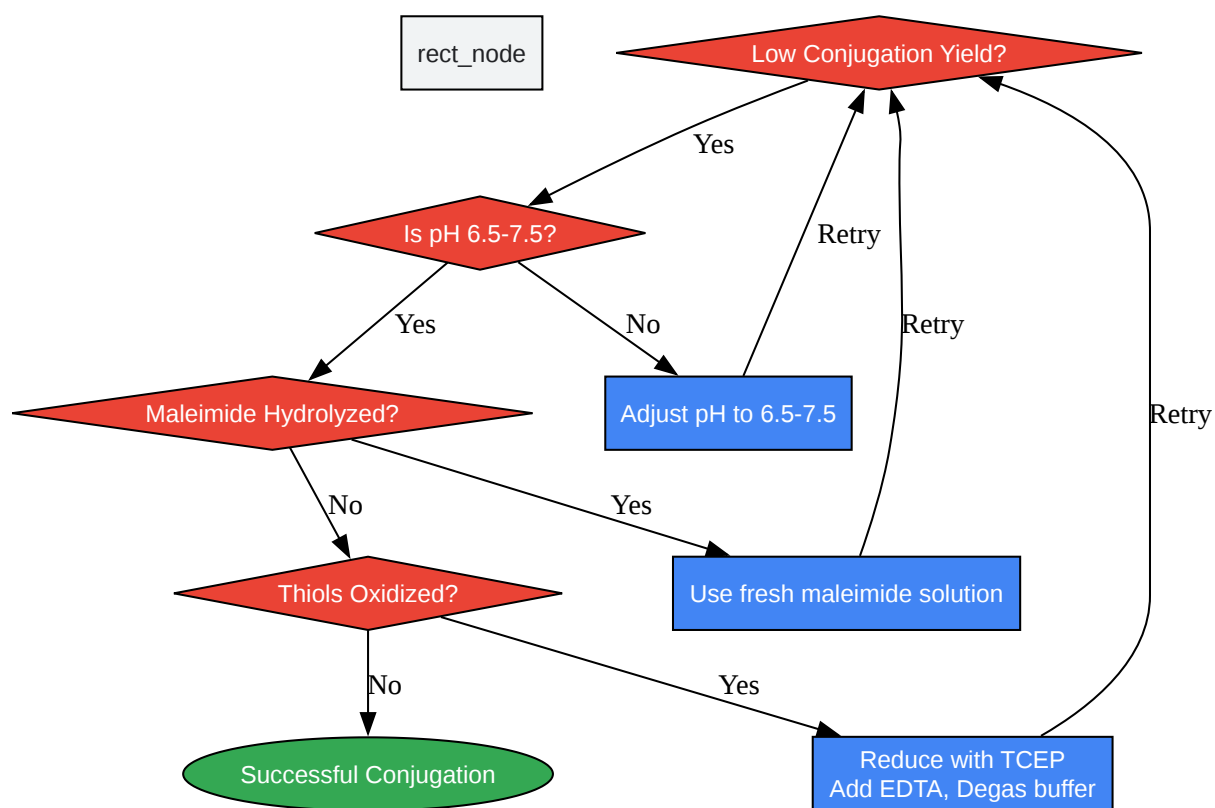 rect_node
Low Conjugation Yield?
Yes
Is pH 6.5-7.5?
Retry
Yes
No
Retry
Maleimide Hydrolyzed?
Adjust pH to 6.5-7.5
Retry
No
Yes
Thiols Oxidized?
Use fresh maleimide solution
No
Yes
Successful Conjugation
Reduce with TCEP
Add EDTA, Degas buffer